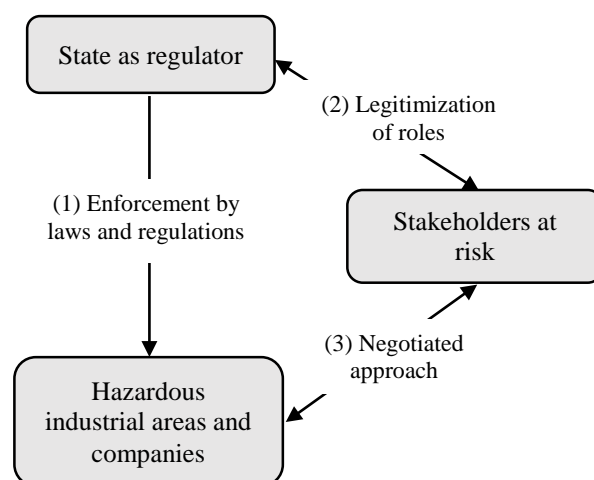 State as regulator
(2) Legitimization
of roles
(1) Enforcement by
laws and regulations
Stakeholders at
risk
(3) Negotiated
approach
Hazardous
industrial areas and
companies